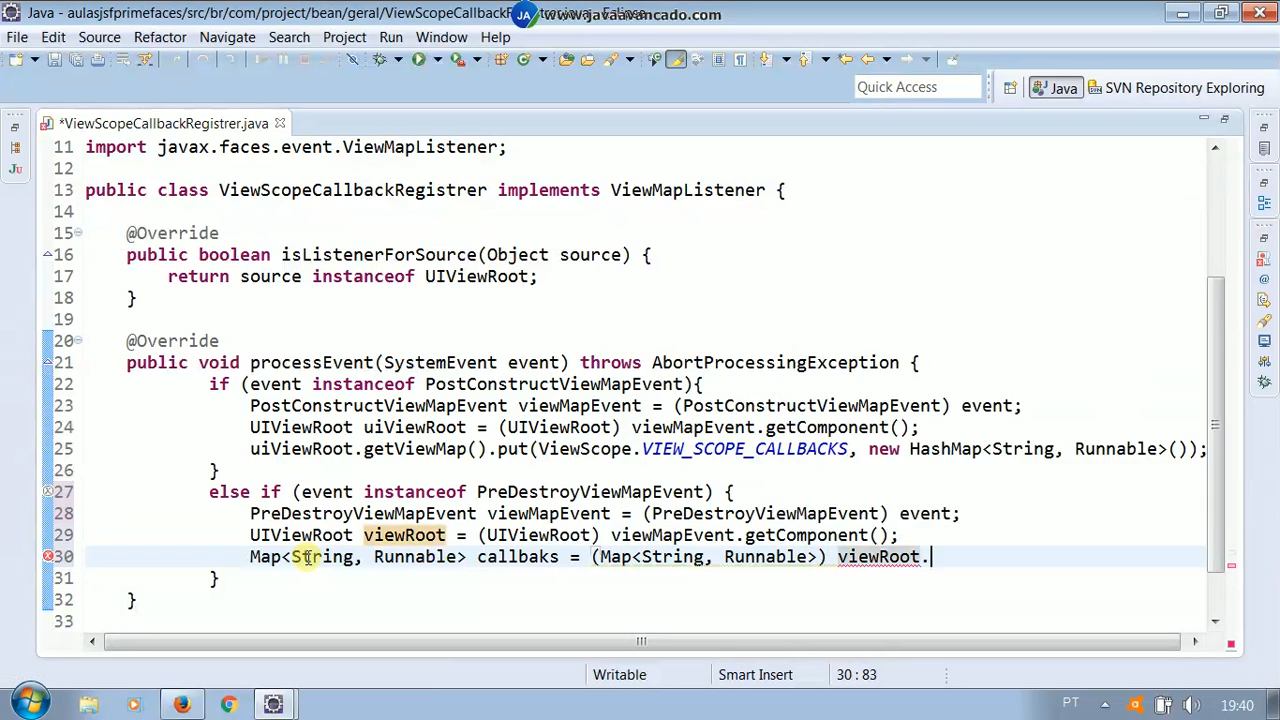 Java - aulasjsfprimefaces/src/br/com/project/bean/geral/ViewScopeCallbackR
JA www.javaavancado.com
File Edit Source Refactor Navigate Search Project Run Window Help
Quick Access
Java SVN Repository Exploring
*ViewScopeCallbackRegistrer.java
11 import javax.faces.event.ViewMapListener;
12
13 public class ViewScopeCallbackRegistrer implements ViewMapListener {
14
15 @Override
16 public boolean isListenerForSource(Object source) {
17 return source instanceof UIViewRoot;
18 }
19
20 @Override
21 public void processEvent(SystemEvent event) throws AbortProcessingException {
22 if (event instanceof PostConstructViewMapEvent){
23 PostConstructViewMapEvent viewMapEvent = (PostConstructViewMapEvent) event;
24 UIViewRoot uiViewRoot = (UIViewRoot) viewMapEvent.getComponent();
25 uiViewRoot.getViewMap().put(ViewScope.VIEW_SCOPE_CALLBACKS, new HashMap<String, Runnable>());
26 }
27 else if (event instanceof PreDestroyViewMapEvent) {
28 PreDestroyViewMapEvent viewMapEvent = (PreDestroyViewMapEvent) event;
29 UIViewRoot viewRoot = (UIViewRoot) viewMapEvent.getComponent();
30 Map<String, Runnable> callbaks = (Map<String, Runnable>) viewRoot.
31 }
32 }
33
Writable Smart Insert 30 : 83
PT 19:40